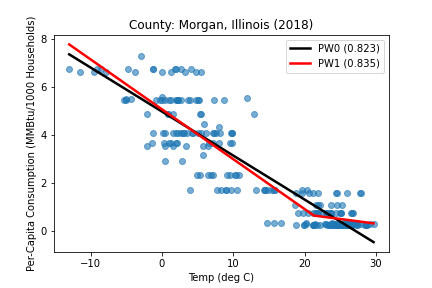 County: Morgan, Illinois (2018)
PW0 (0.823)
PW1 (0.835)
Per-Capita Consumption (MMBtu/1000 Households)
8
6
4
2
0
−10
0
10
20
30
Temp (deg C)